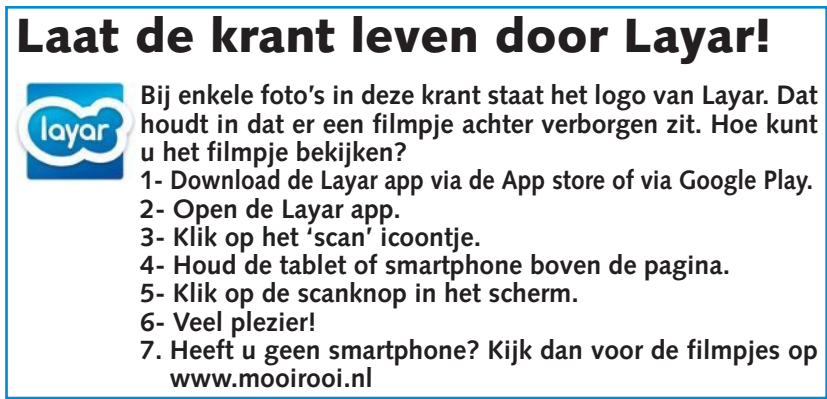 Laat de krant leven door Layar!
layar
Bij enkele foto's in deze krant staat het logo van Layar. Dat
houdt in dat er een filmpje achter verborgen zit. Hoe kunt
u het filmpje bekijken?
1- Download de Layar app via de App store of via Google Play.
2- Open de Layar app.
3- Klik op het ‘scan’ icoontje.
4- Houd de tablet of smartphone boven de pagina.
5- Klik op de scanknop in het scherm.
6- Veel plezier!
7. Heeft u geen smartphone? Kijk dan voor de filmpjes op
www.mooirooi.nl